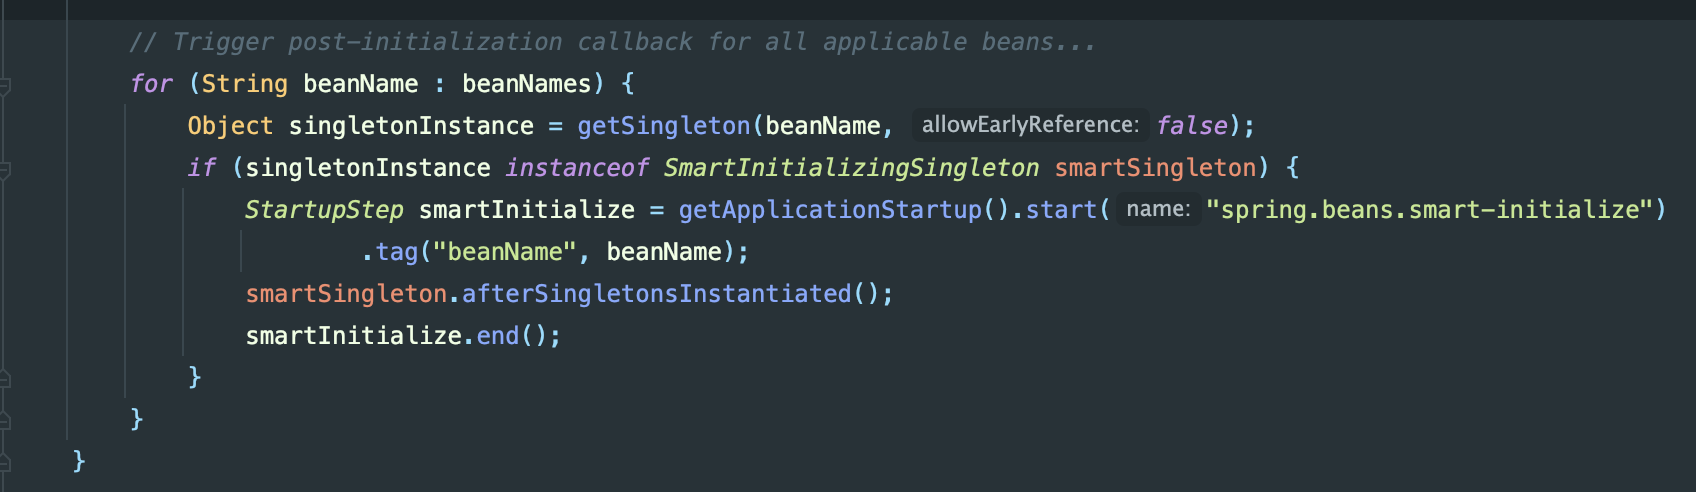 // Trigger post-initialization callback for all applicable beans...
for (String beanName : beanNames) {
Object singletonInstance = getSingleton(beanName, allowEarlyReference: false);
if (singletonInstance instanceof SmartInitializingSingleton smartSingleton) {
StartupStep smartInitialize = getApplicationStartup().start( name: "spring.beans.smart-initialize")
.tag("beanName", beanName);
smartSingleton.afterSingletonsInstantiated();
smartInitialize.end();
}
}
}